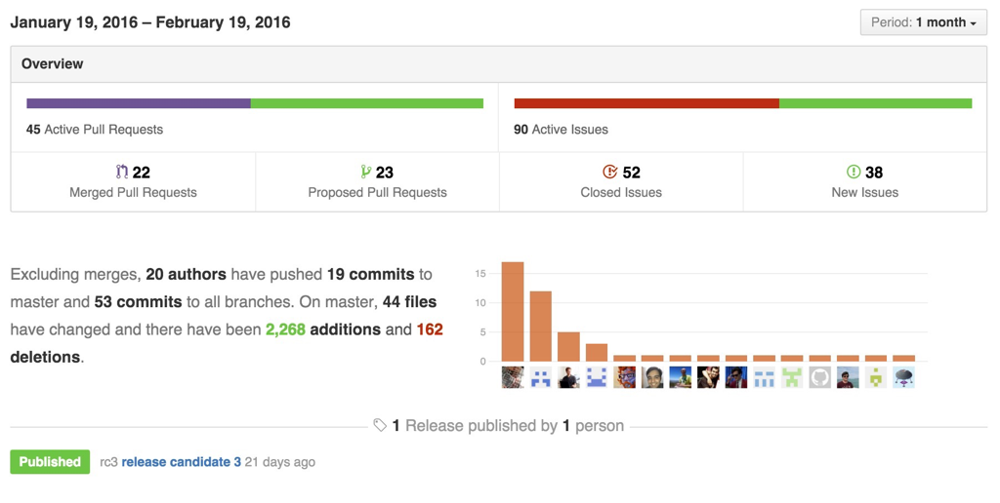 January 19, 2016 – February 19, 2016
Period: 1 month
Overview
45 Active Pull Requests
90 Active Issues
22
Merged Pull Requests
23
Proposed Pull Requests
52
Closed Issues
38
New Issues
Excluding merges, 20 authors have pushed 19 commits to
master and 53 commits to all branches. On master, 44 files
have changed and there have been 2,268 additions and 162
deletions.
15
10
5
0
1 Release published by 1 person
Published rc3 release candidate 3 21 days ago